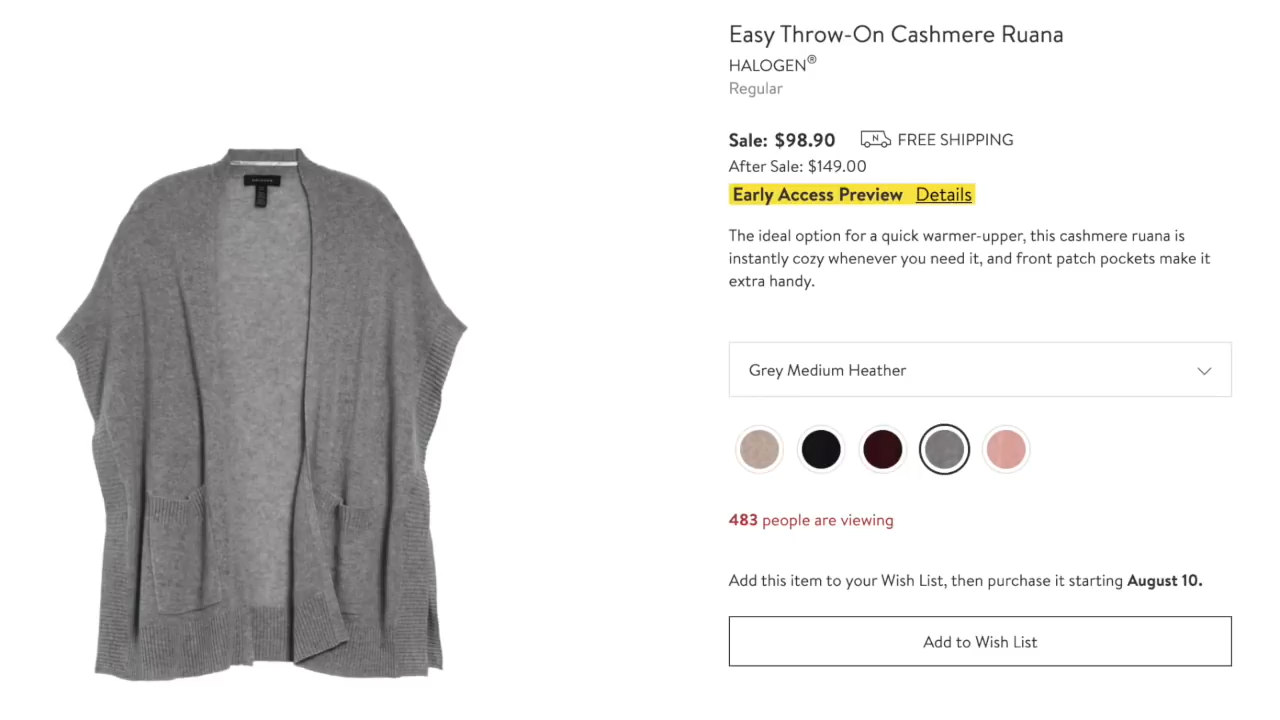 Easy Throw-On Cashmere Ruana
HALOGEN®
Regular
Sale: $98.90 N FREE SHIPPING
After Sale: $149.00
Early Access Preview Details
The ideal option for a quick warmer-upper, this cashmere ruana is
instantly cozy whenever you need it, and front patch pockets make it
extra handy.
Grey Medium Heather
483 people are viewing
Add this item to your Wish List, then purchase it starting August 10.
Add to Wish List